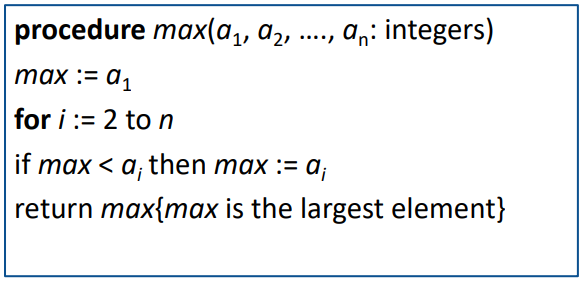 procedure max(a₁, a₂, ...., aₙ: integers)
max := a₁
for i := 2 to n
if max < aᵢ then max := aᵢ
return max{max is the largest element}